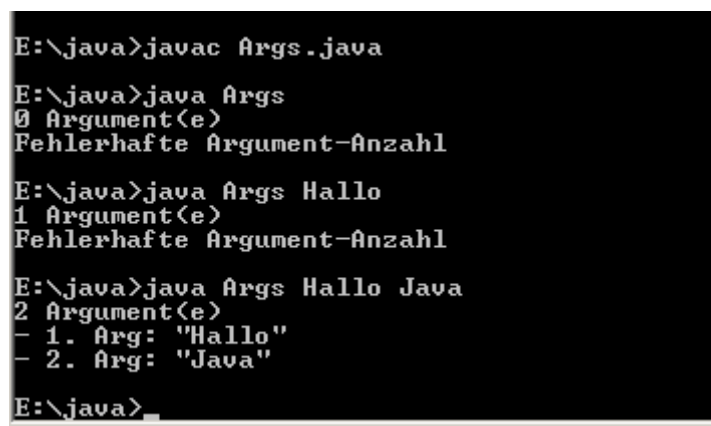 E:\java>javac Args.java
E:\java>java Args
0 Argument(e)
Fehlerhafte Argument-Anzahl
E:\java>java Args Hallo
1 Argument(e)
Fehlerhafte Argument-Anzahl
E:\java>java Args Hallo Java
2 Argument(e)
- 1. Arg: "Hallo"
- 2. Arg: "Java"
E:\java>_